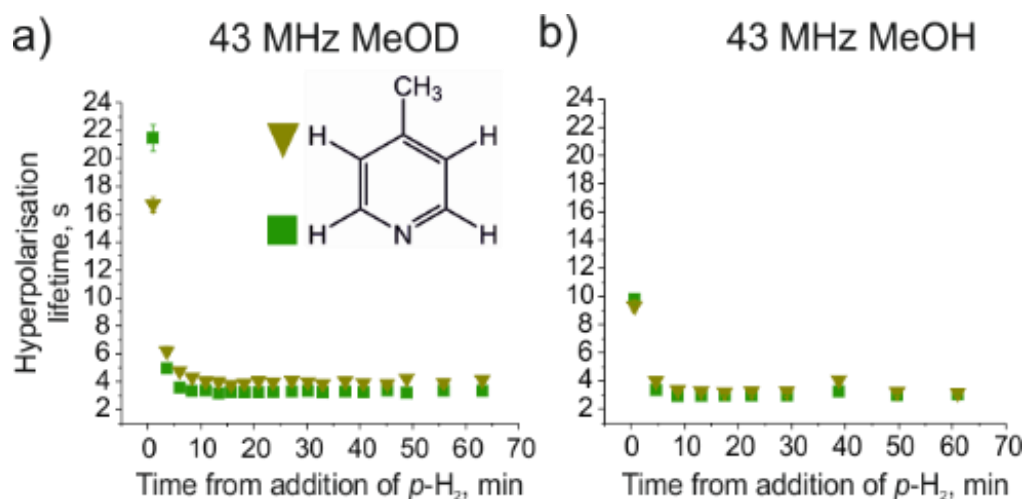 a) 43 MHz MeOD
b) 43 MHz MeOH
Hyperpolarisation
lifetime, s
24
22
20
18
16
14
12
10
8
6
4
2
0 10 20 30 40 50 60 70
Time from addition of p-H₂, min
CH₃
H H
H N H
24
22
20
18
16
14
12
10
8
6
4
2
0 10 20 30 40 50 60 70
Time from addition of p-H₂, min